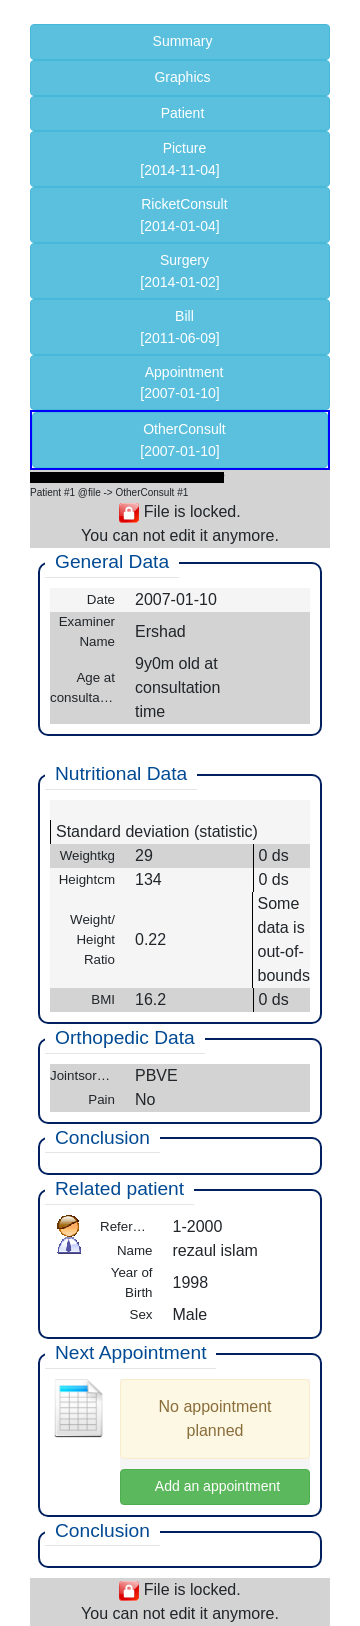 Summary
Graphics
Patient
Picture
[2014-11-04]
RicketConsult
[2014-01-04]
Surgery
[2014-01-02]
Bill
[2011-06-09]
Appointment
[2007-01-10]
OtherConsult
[2007-01-10]
Patient #1 @file -> OtherConsult #1
File is locked.
You can not edit it anymore.
General Data
Date 2007-01-10
Examiner
Name Ershad
Age at
consulta… 9y0m old at
consultation
time
Nutritional Data
Standard deviation (statistic)
Weightkg 29 0 ds
Heightcm 134 0 ds
Weight/
Height
Ratio 0.22 Some
data is
out-of-
bounds
BMI 16.2 0 ds
Orthopedic Data
Jointsor… PBVE
Pain No
Conclusion
Related patient
Refer… 1-2000
Name rezaul islam
Year of
Birth 1998
Sex Male
Next Appointment
No appointment
planned
Add an appointment
Conclusion
File is locked.
You can not edit it anymore.